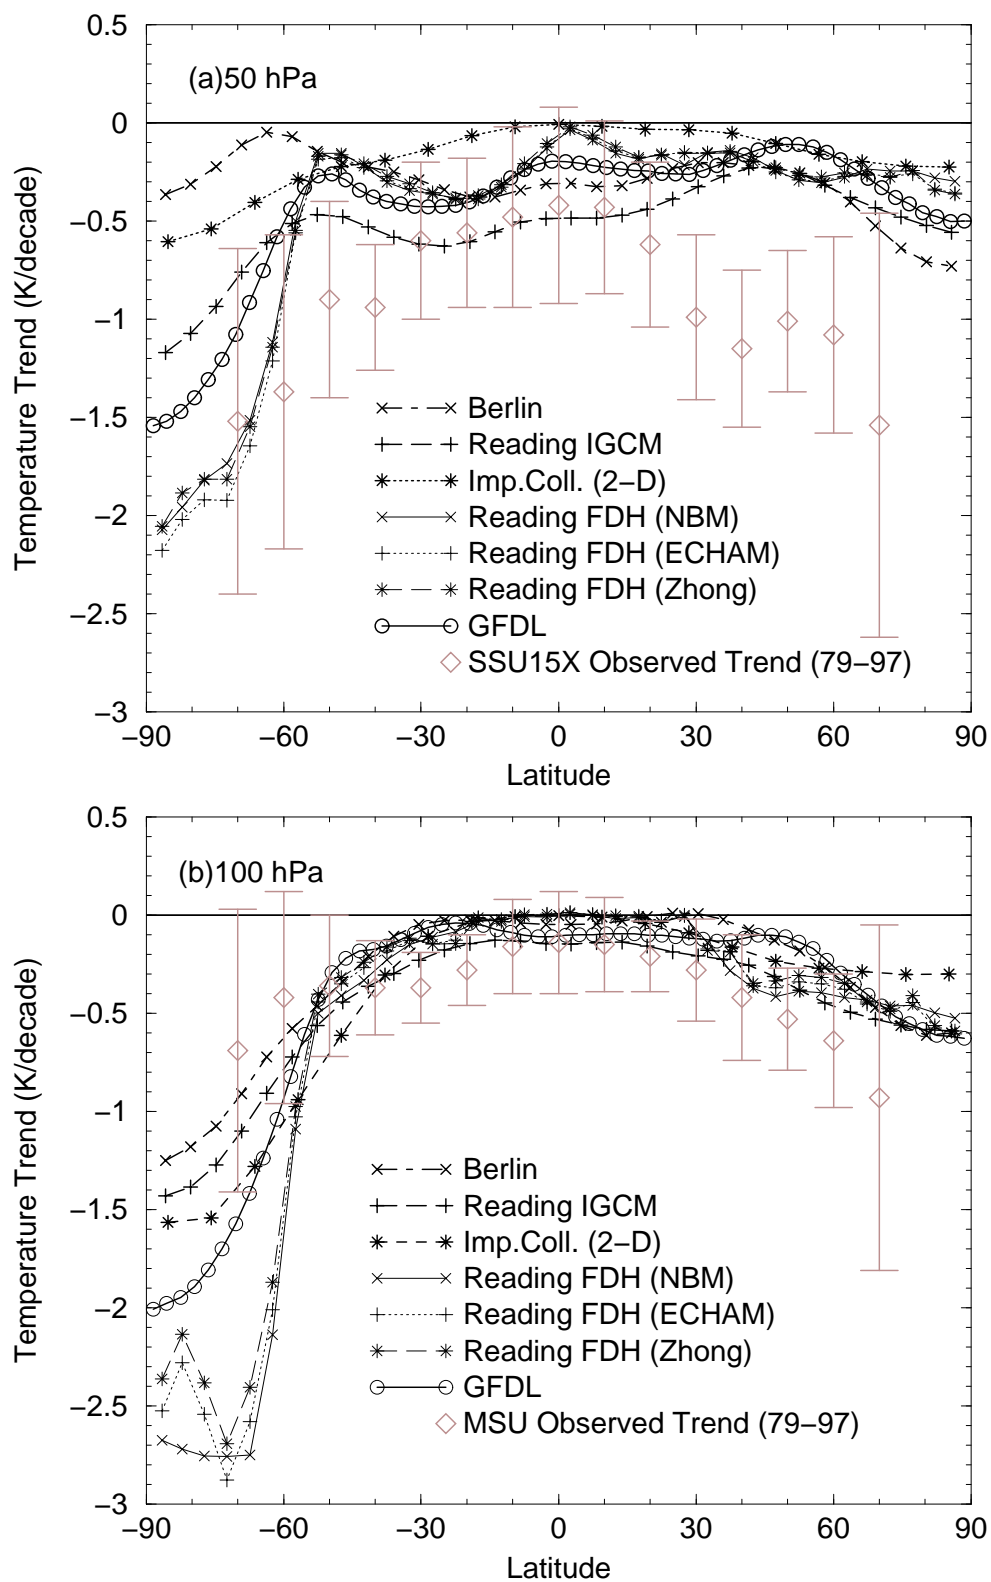 (a)50 hPa
Temperature Trend (K/decade)
0.5
0
−0.5
−1
−1.5
−2
−2.5
−3
Berlin
Reading IGCM
Imp.Coll. (2−D)
Reading FDH (NBM)
Reading FDH (ECHAM)
Reading FDH (Zhong)
GFDL
SSU15X Observed Trend (79−97)
−90 −60 −30 0 30 60 90
Latitude
(b)100 hPa
Temperature Trend (K/decade)
0.5
0
−0.5
−1
−1.5
−2
−2.5
−3
Berlin
Reading IGCM
Imp.Coll. (2−D)
Reading FDH (NBM)
Reading FDH (ECHAM)
Reading FDH (Zhong)
GFDL
MSU Observed Trend (79−97)
−90 −60 −30 0 30 60 90
Latitude